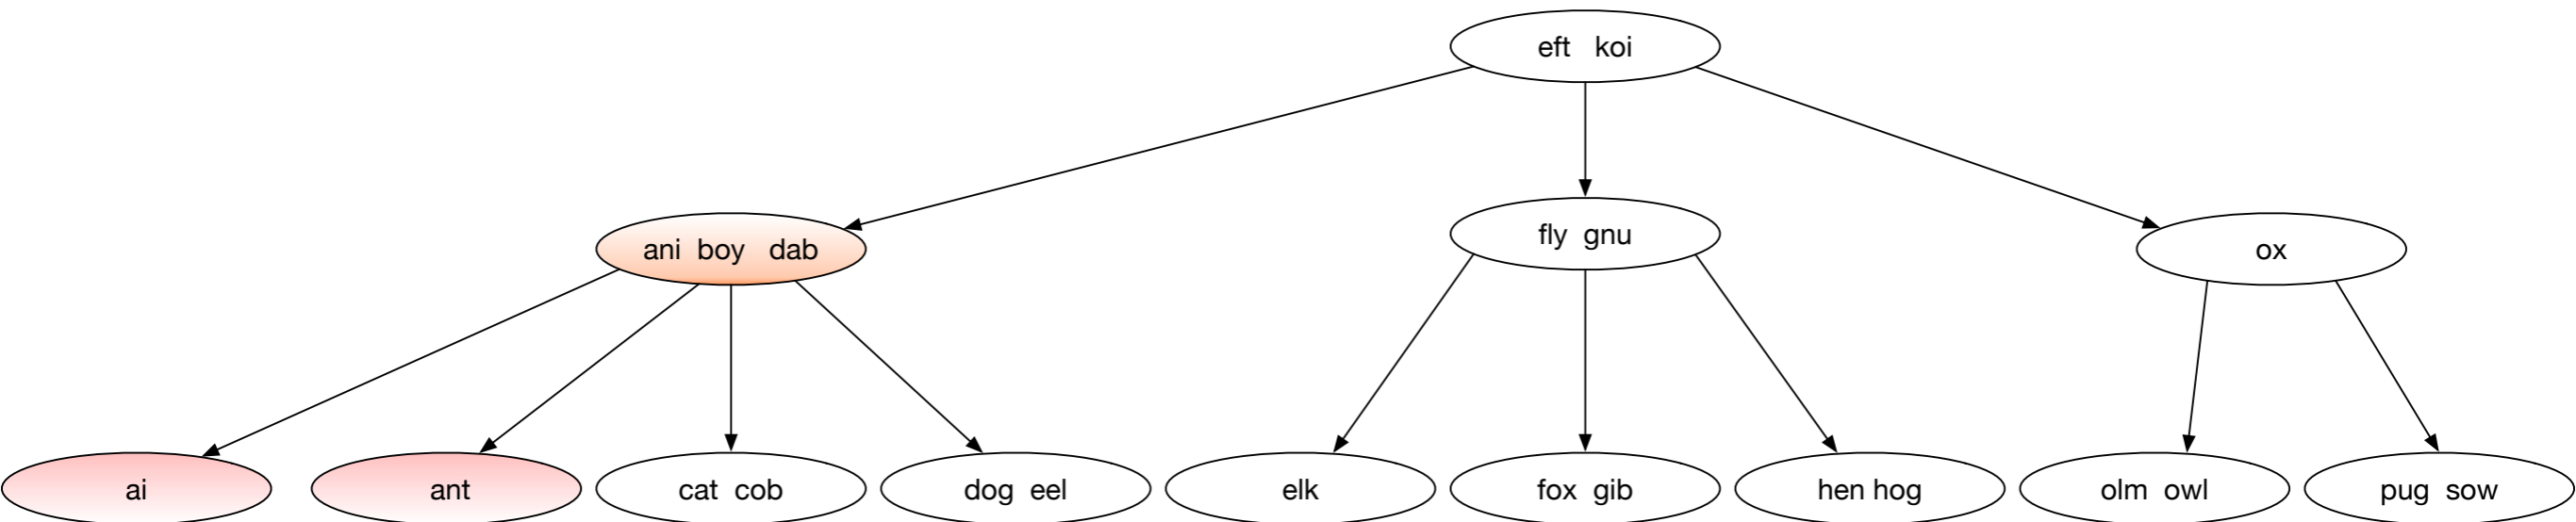 eft koi
ani boy dab
fly gnu
ox
ai
ant
cat cob
dog eel
elk
fox gib
hen hog
olm owl
pug sow